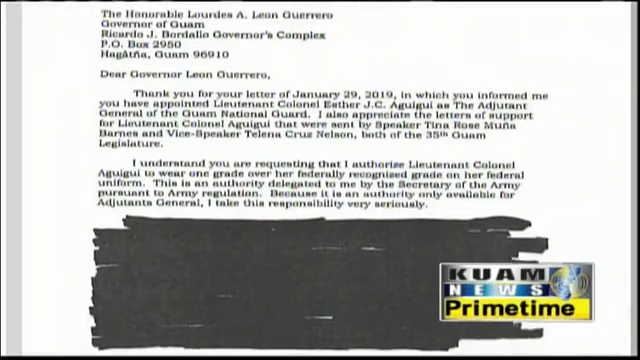 The Honorable Lourdes A. Leon Guerrero
Governor of Guam
Ricardo J. Bordallo Governor's Complex
P.O. Box 2950
Hagåtña, Guam 96910
Dear Governor Leon Guerrero,
Thank you for your letter of January 29, 2019, in which you informed me
you have appointed Lieutenant Colonel Esther J.C. Aguigui as The Adjutant
General of the Guam National Guard. I also appreciate the letters of support
for Lieutenant Colonel Aguigui that were sent by Speaker Tina Rose Muña
Barnes and Vice-Speaker Telena Cruz Nelson, both of the 35th Guam
Legislature.
I understand you are requesting that I authorize Lieutenant Colonel
Aguigui to wear one grade over her federally recognized grade on her federal
uniform. This is an authority delegated to me by the Secretary of the Army
pursuant to Army regulation. Because it is an authority only available for
Adjutants General, I take this responsibility very seriously.
KUAM
NEWS
Primetime